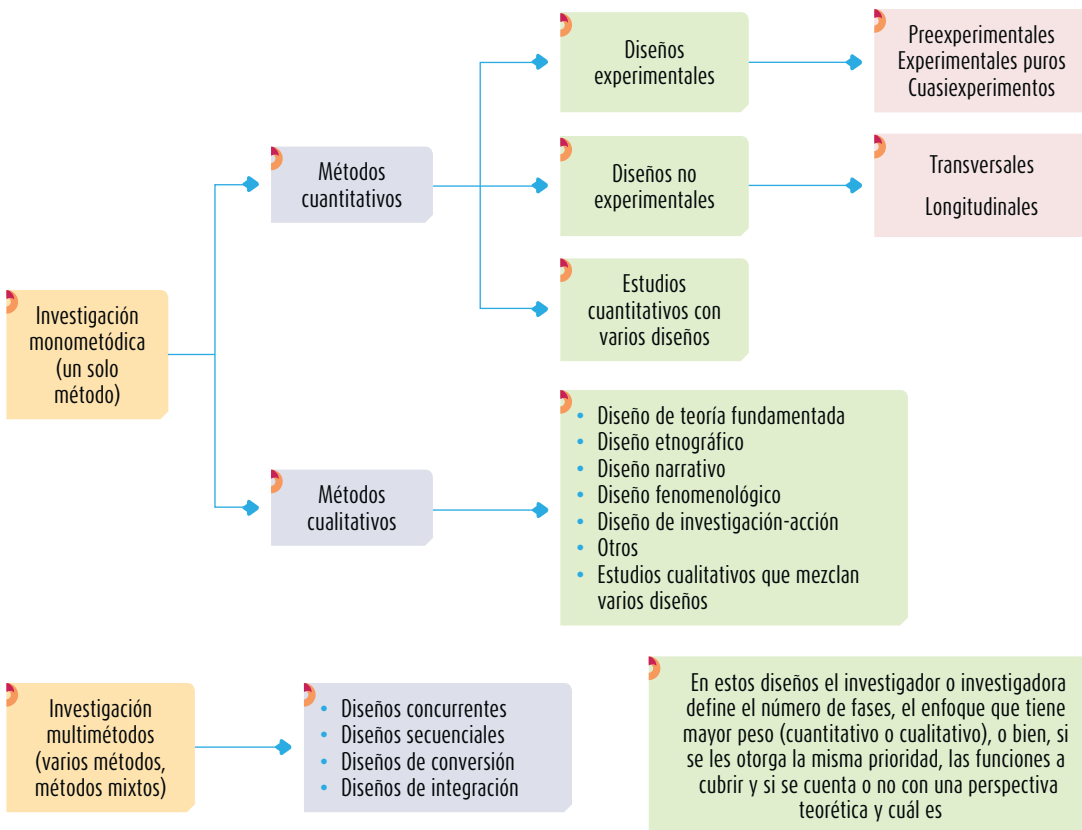 Diseños
experimentales
Preexperimentales
Experimentales puros
Cuasiexperimentos
Métodos
cuantitativos
Diseños no
experimentales
Transversales
Longitudinales
Estudios
cuantitativos con
varios diseños
Investigación
monometódica
(un solo
método)
Métodos
cualitativos
• Diseño de teoría fundamentada
• Diseño etnográfico
• Diseño narrativo
• Diseño fenomenológico
• Diseño de investigación-acción
• Otros
• Estudios cualitativos que mezclan
varios diseños
Investigación
multimétodos
(varios métodos,
métodos mixtos)
• Diseños concurrentes
• Diseños secuenciales
• Diseños de conversión
• Diseños de integración
En estos diseños el investigador o investigadora
define el número de fases, el enfoque que tiene
mayor peso (cuantitativo o cualitativo), o bien, si
se les otorga la misma prioridad, las funciones a
cubrir y si se cuenta o no con una perspectiva
teorética y cuál es